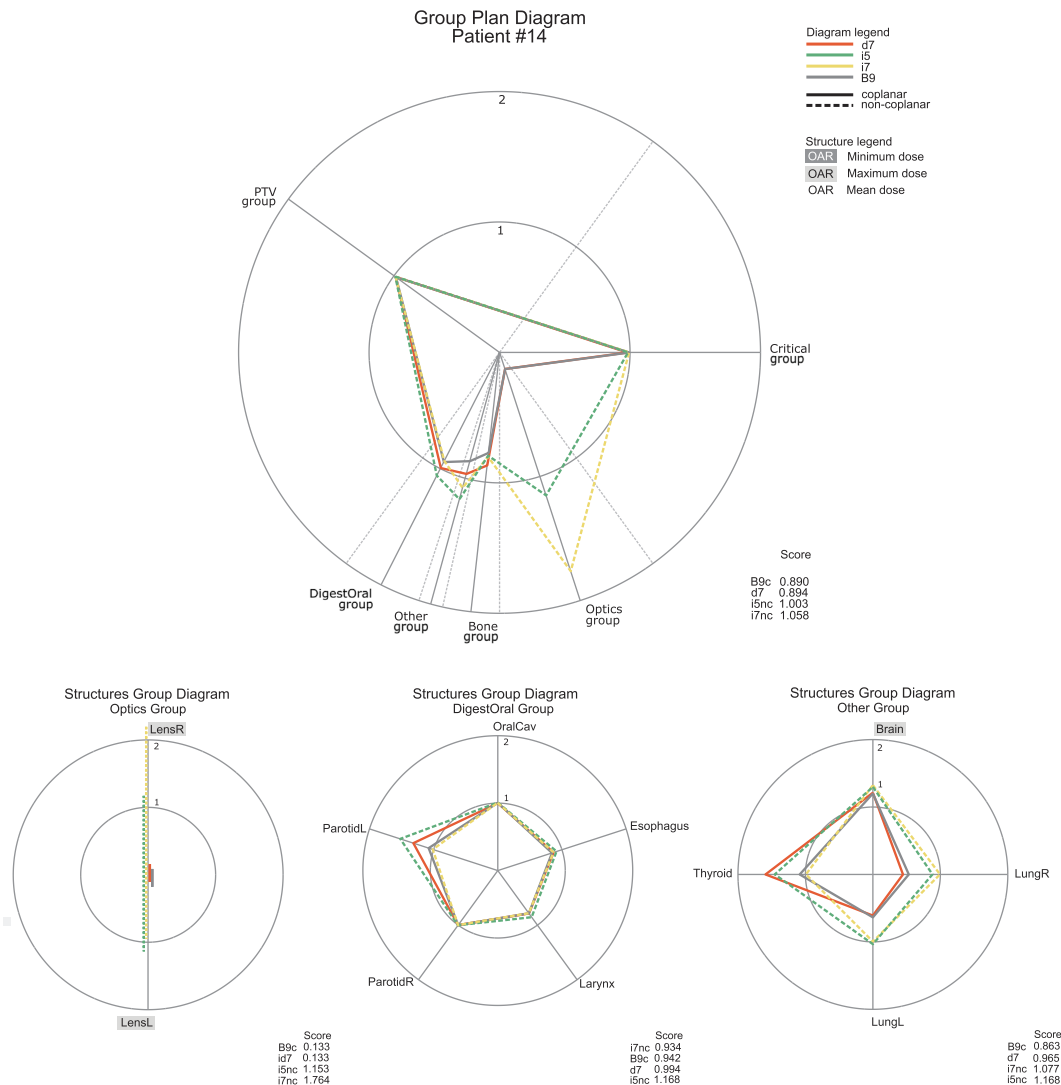 Group Plan Diagram
Patient #14
Diagram legend
d7
i5
i7
B9
coplanar
non-coplanar
Structure legend
OAR Minimum dose
OAR Maximum dose
OAR Mean dose
2
1
PTV
group
Critical
group
DigestOral
group
Other
group
Bone
group
Optics
group
Score
B9c 0.890
d7 0.894
i5nc 1.003
i7nc 1.058
Structures Group Diagram
Optics Group
LensR
2
1
LensL
Score
B9c 0.133
id7 0.133
i5nc 1.153
i7nc 1.764
Structures Group Diagram
DigestOral Group
OralCav
2
1
ParotidL
Esophagus
ParotidR
Larynx
Score
i7nc 0.934
B9c 0.942
d7 0.994
i5nc 1.168
Structures Group Diagram
Other Group
Brain
2
1
Thyroid
LungR
LungL
Score
B9c 0.863
d7 0.965
i7nc 1.077
i5nc 1.168